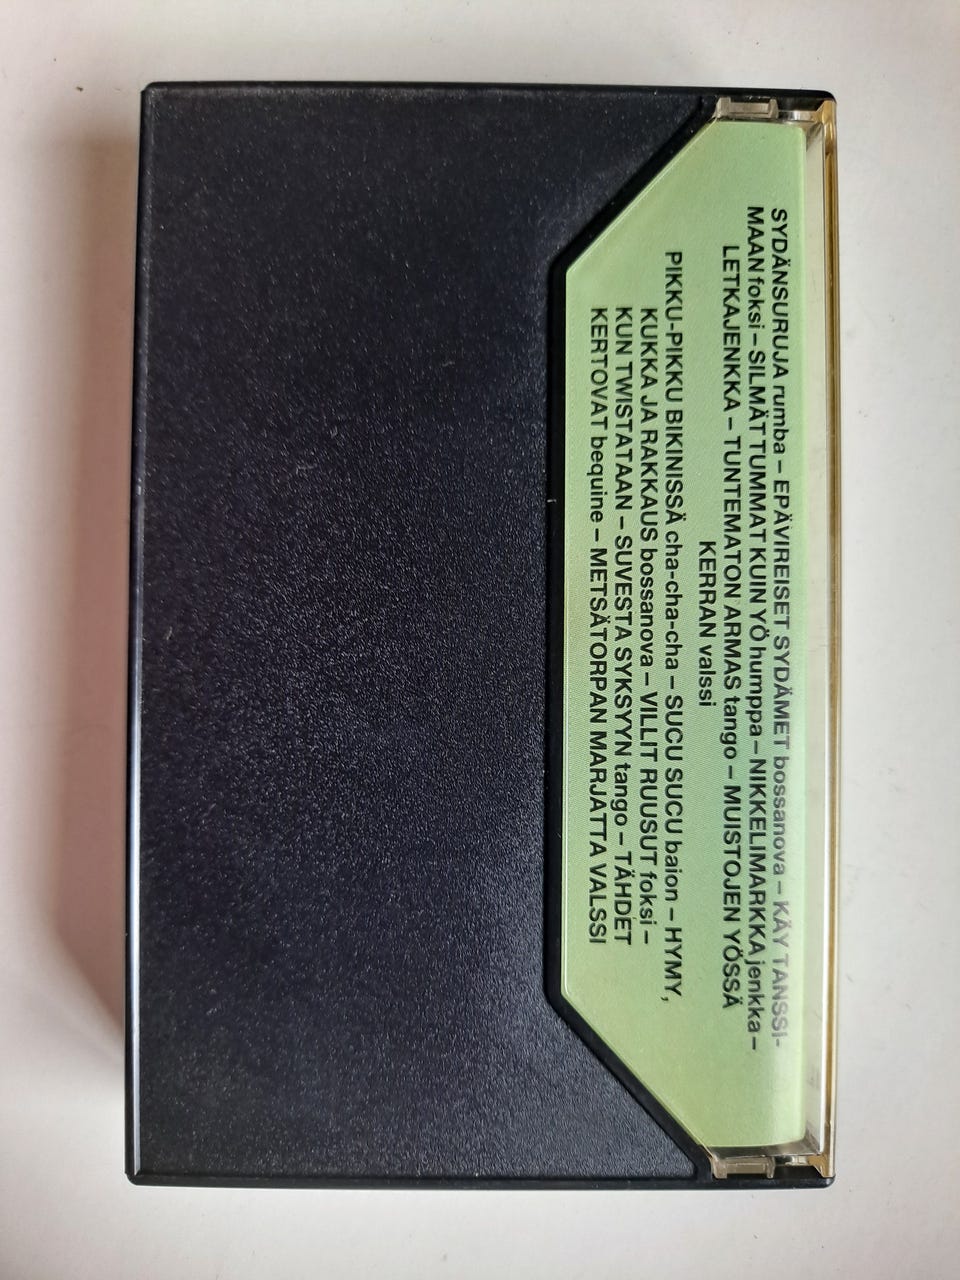 SYDÄNSURUJA rumba – EPÄVIREISET SYDÄMET bossanova – KÄY TANSSI-
MAAN foksi – SILMÄT TUMMAT KUIN YÖ humppa – NIKKELIMARKKA jenkka –
LETKAJENKKA – TUNTEMATON ARMAS tango – MUISTOJEN YÖSSÄ
KERRAN valssi
PIKKU-PIKKU BIKINISSÄ cha-cha-cha – SUCU SUCU baion – HYMY,
KUKKA JA RAKKAUS bossanova – VILLIT RUUSUT foksi –
KUN TWISTATAAN – SUVESTA SYKSYYN tango – TÄHDET
KERTOVAT bequine – METSÄTORPAN MARJATTA VALSSI